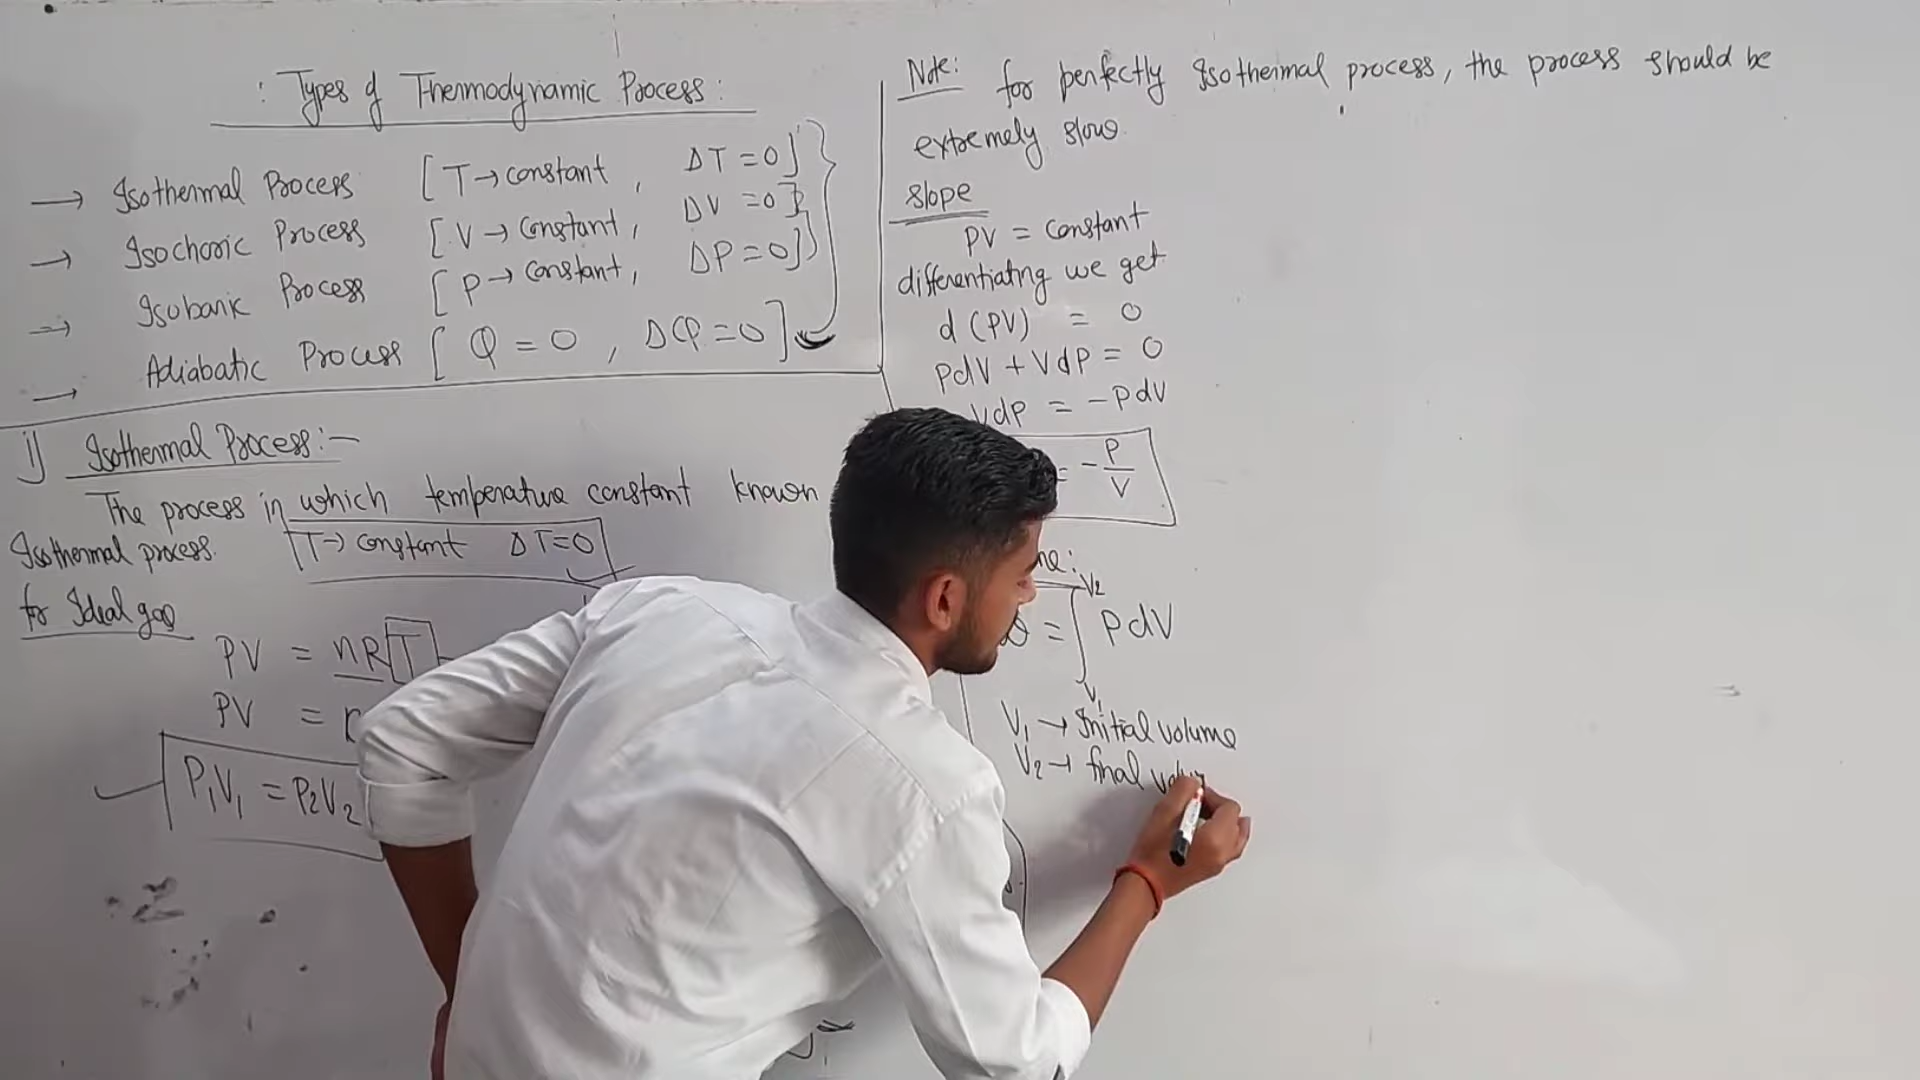 : Types of Thermodynamic Process :
→ Isothermal Process [ T → constant , ΔT = 0 ]
→ Isochoric Process [ V → Constant , ΔV = 0 ]
→ Isobaric Process [ P → Constant, ΔP = 0 ]
→ Adiabatic Process [ Q = 0 , ΔQ = 0 ]
i) Isothermal Process :-
The process in which temperature constant known
Isothermal process. T → constant ΔT = 0
for Ideal gas
PV = nRT
PV =
P₁V₁ = P₂V₂
Note: for perfectly Isothermal process, the process should be
extremely slow.
slope
PV = constant
differentiating we get
d (PV) = 0
PdV + VdP = 0
VdP = -PdV
= -P/V
= ∫ V₂ V₁ PdV
V₁ → Initial volume
V₂ → final